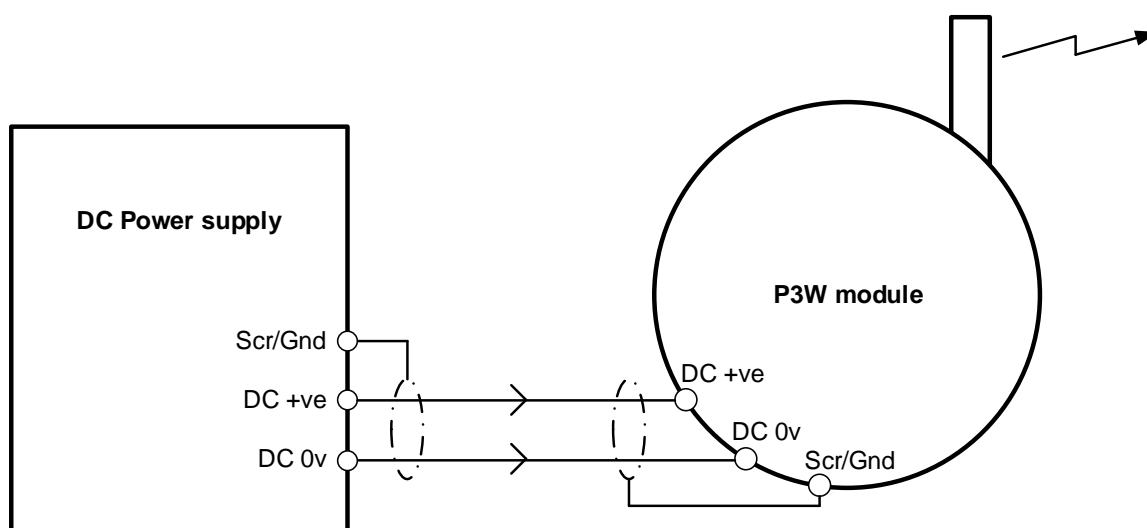 DC Power supply
Scr/Gnd
DC +ve
DC 0v
P3W module
DC +ve
DC 0v
Scr/Gnd